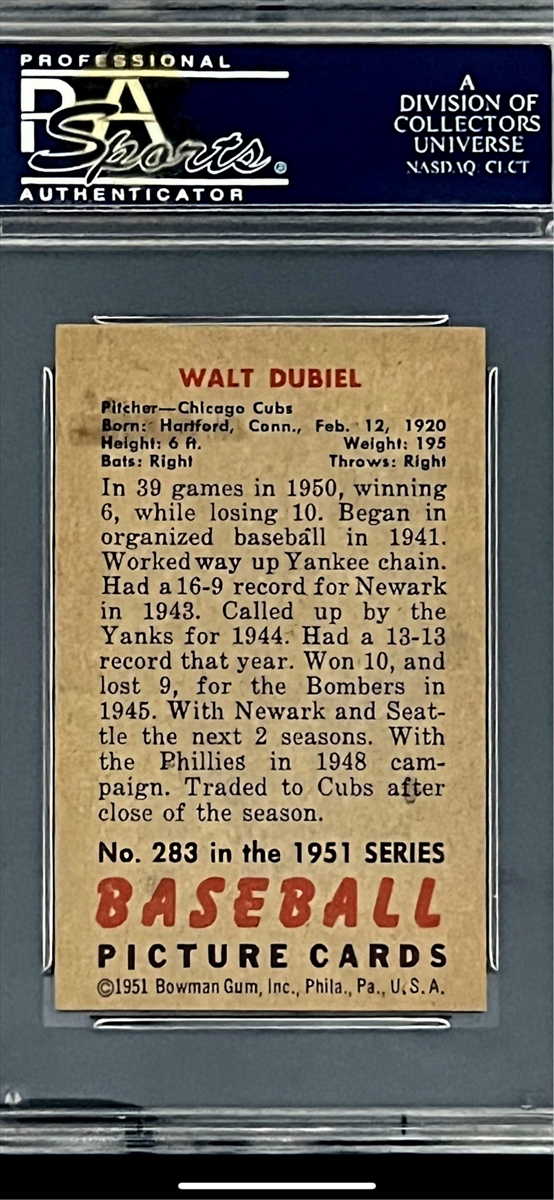 PROFESSIONAL
PSA
Sports
AUTHENTICATOR
A
DIVISION OF
COLLECTORS
UNIVERSE
NASDAQ: CLCT
WALT DUBIEL
Pitcher—Chicago Cubs
Born: Hartford, Conn., Feb. 12, 1920
Height: 6 ft. Weight: 195
Bats: Right Throws: Right
In 39 games in 1950, winning
6, while losing 10. Began in
organized baseball in 1941.
Worked way up Yankee chain.
Had a 16-9 record for Newark
in 1943. Called up by the
Yanks for 1944. Had a 13-13
record that year. Won 10, and
lost 9, for the Bombers in
1945. With Newark and Seat-
tle the next 2 seasons. With
the Phillies in 1948 cam-
paign. Traded to Cubs after
close of the season.
No. 283 in the 1951 SERIES
BASEBALL
PICTURE CARDS
©1951 Bowman Gum, Inc., Phila., Pa., U.S.A.